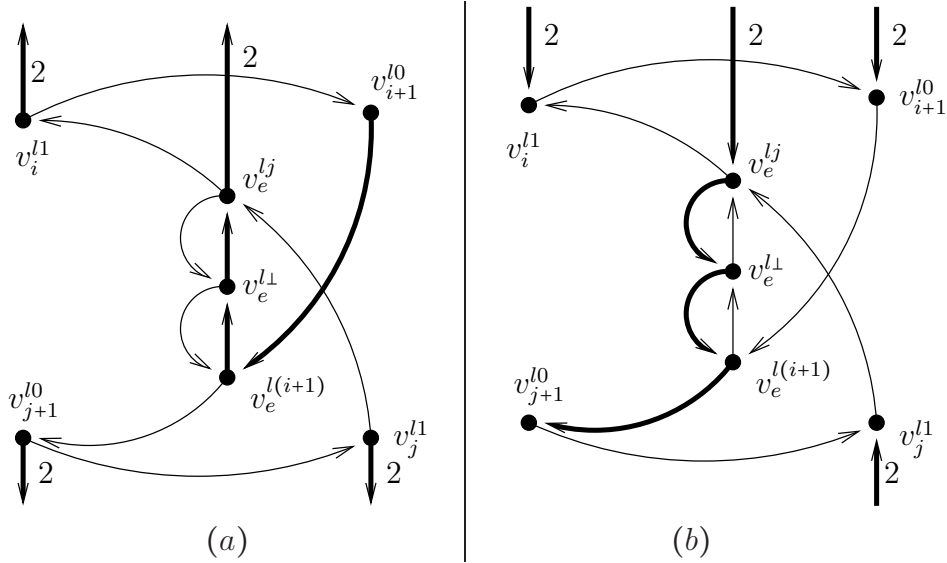 2
2
v_{i+1}^{l0}
v_i^{l1}
v_e^{lj}
v_e^{l⊥}
v_e^{l(i+1)}
v_{j+1}^{l0}
v_j^{l1}
2
2
(a)
2
2
2
v_{i+1}^{l0}
v_i^{l1}
v_e^{lj}
v_e^{l⊥}
v_e^{l(i+1)}
v_{j+1}^{l0}
v_j^{l1}
2
(b)